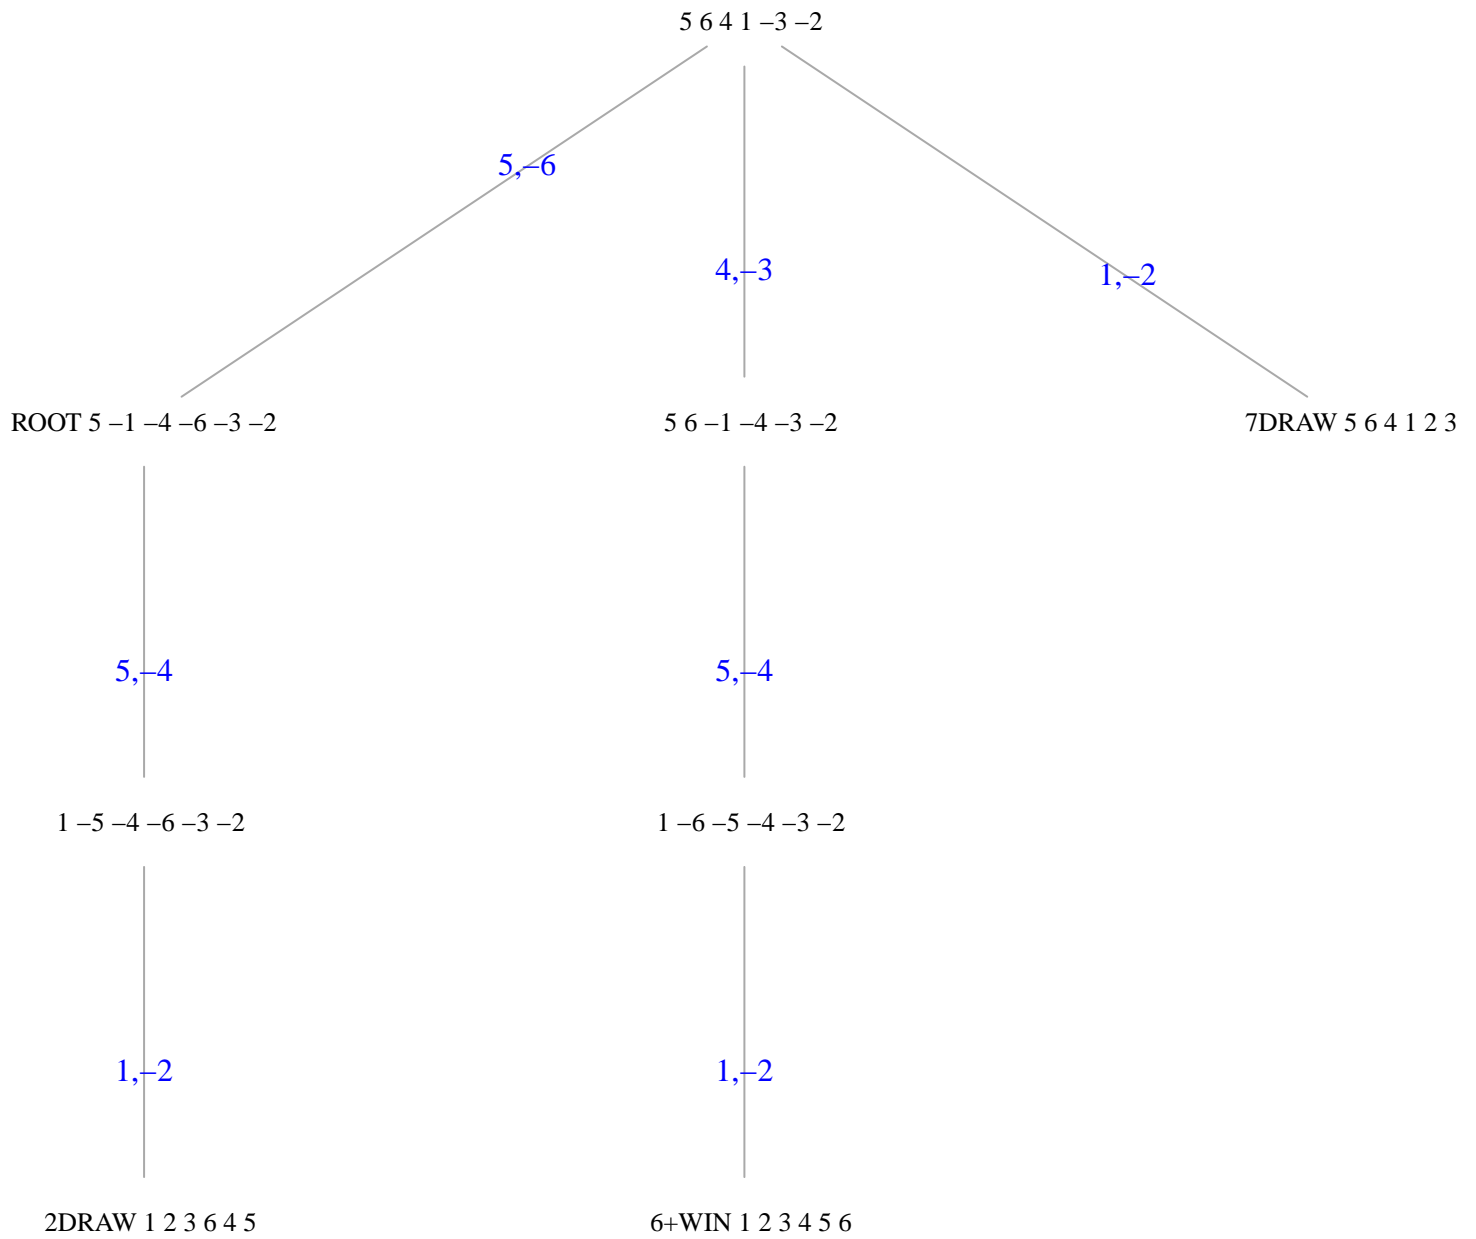 5 6 4 1 –3 –2
5,–6
4,–3
1,–2
ROOT 5 –1 –4 –6 –3 –2
5 6 –1 –4 –3 –2
7DRAW 5 6 4 1 2 3
5,–4
5,–4
1 –5 –4 –6 –3 –2
1 –6 –5 –4 –3 –2
1,–2
1,–2
2DRAW 1 2 3 6 4 5
6+WIN 1 2 3 4 5 6